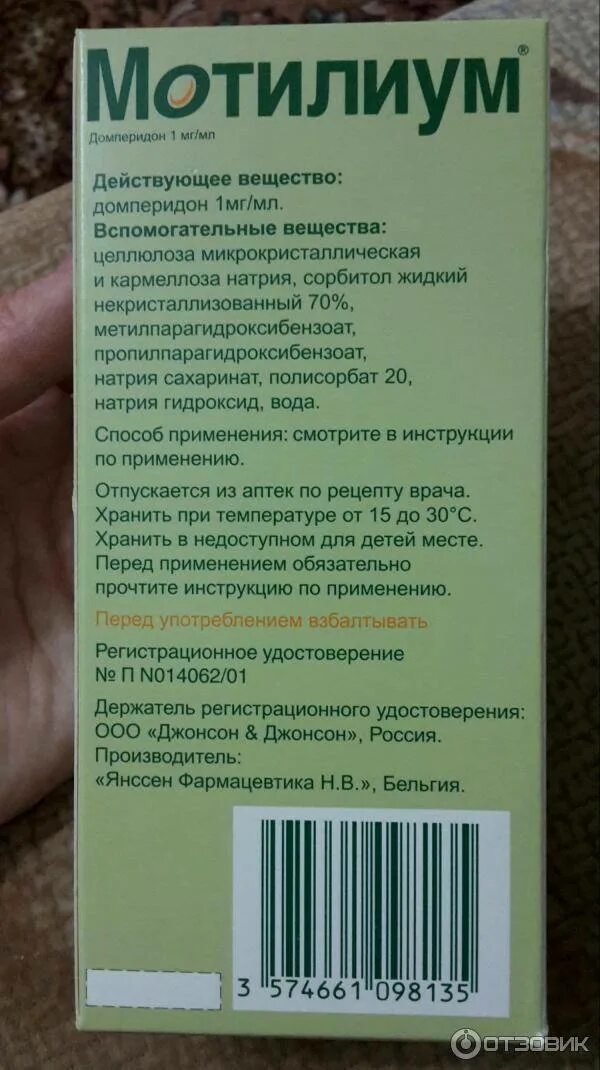 Мотилиум®
Домперидон 1 мг/мл
Действующее вещество:
домперидон 1мг/мл.
Вспомогательные вещества:
целлюлоза микрокристаллическая
и кармеллоза натрия, сорбитол жидкий
некристаллизованный 70%,
метилпарагидроксибензоат,
пропилпарагидроксибензоат,
натрия сахаринат, полисорбат 20,
натрия гидроксид, вода.
Способ применения: смотрите в инструкции
по применению.
Отпускается из аптек по рецепту врача.
Хранить при температуре от 15 до 30°С.
Хранить в недоступном для детей месте.
Перед применением обязательно
прочтите инструкцию по применению.
Перед употреблением взбалтывать
Регистрационное удостоверение
№ П N014062/01
Держатель регистрационного удостоверения:
ООО «Джонсон & Джонсон», Россия.
Производитель:
«Янссен Фармацевтика Н.В.», Бельгия.
3 574661 098135
ОТЗОВИК